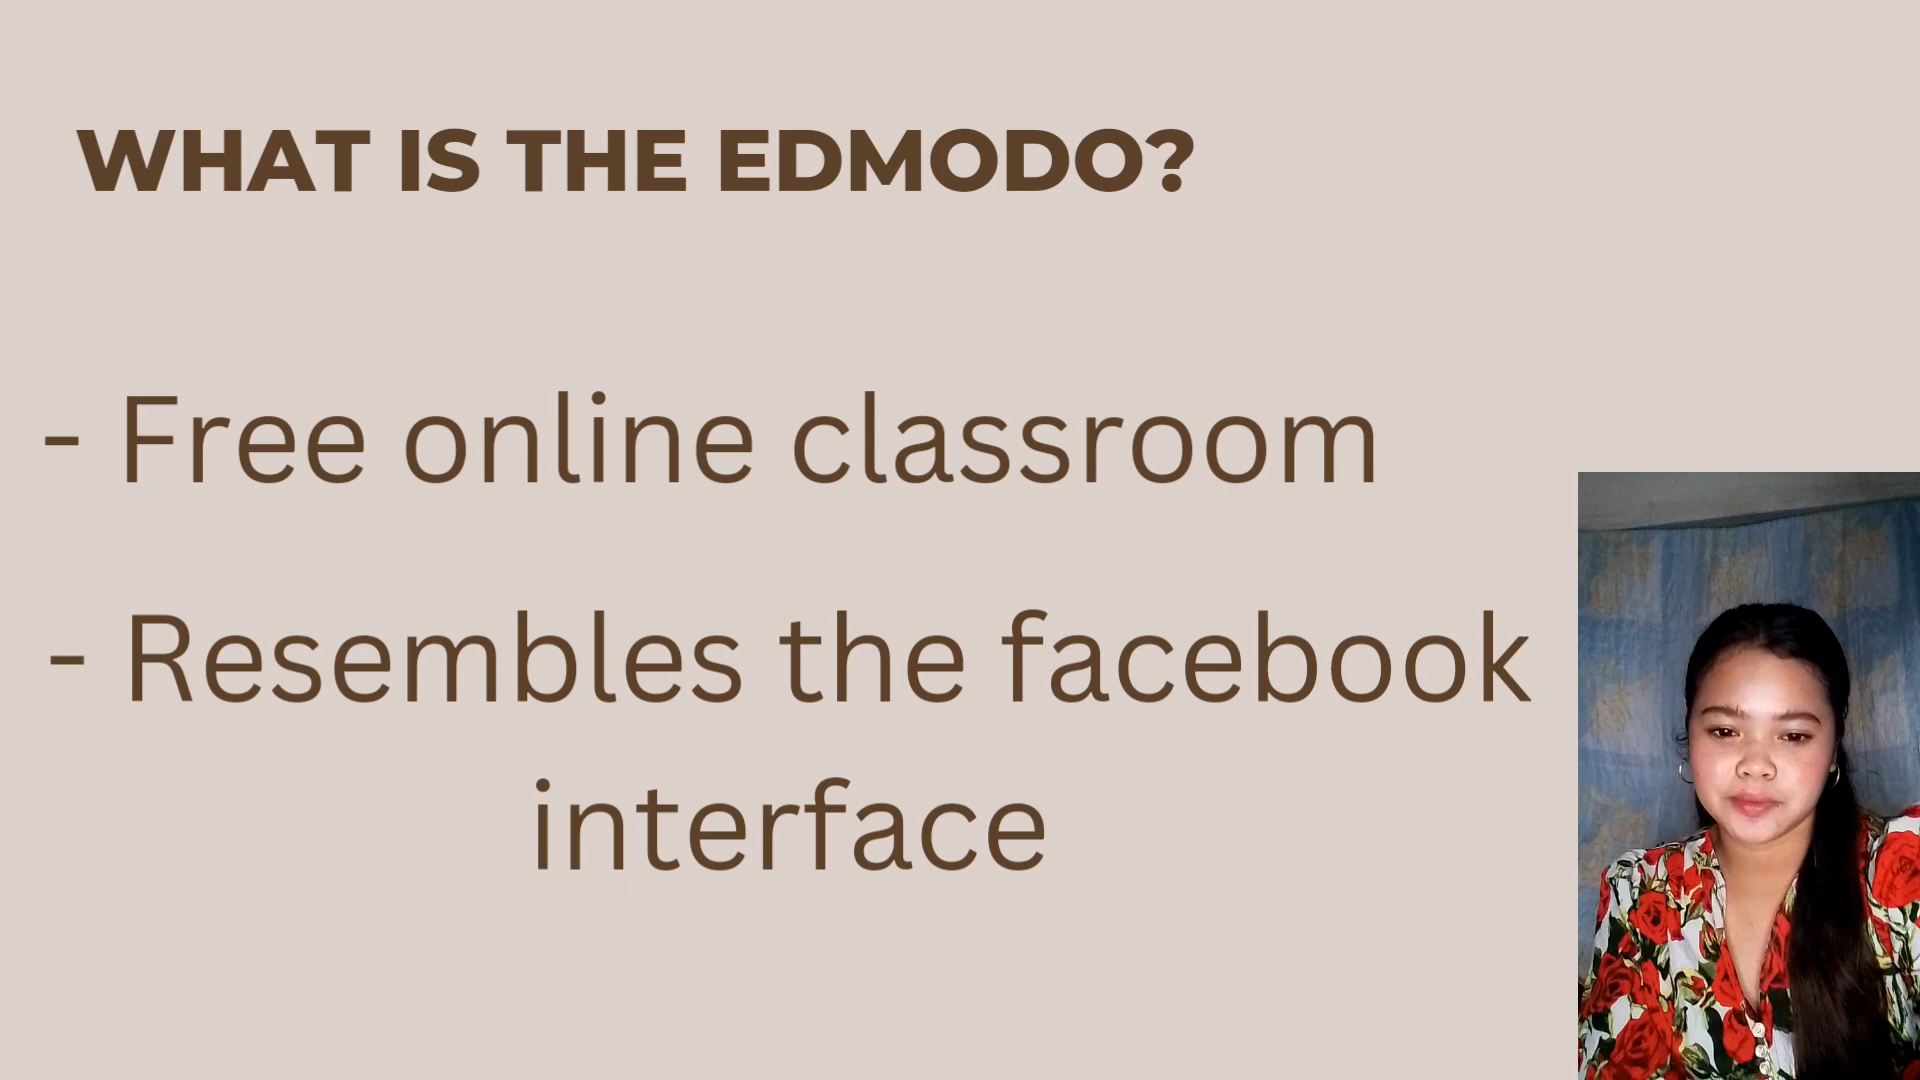 WHAT IS THE EDMODO?
- Free online classroom
- Resembles the facebook
interface